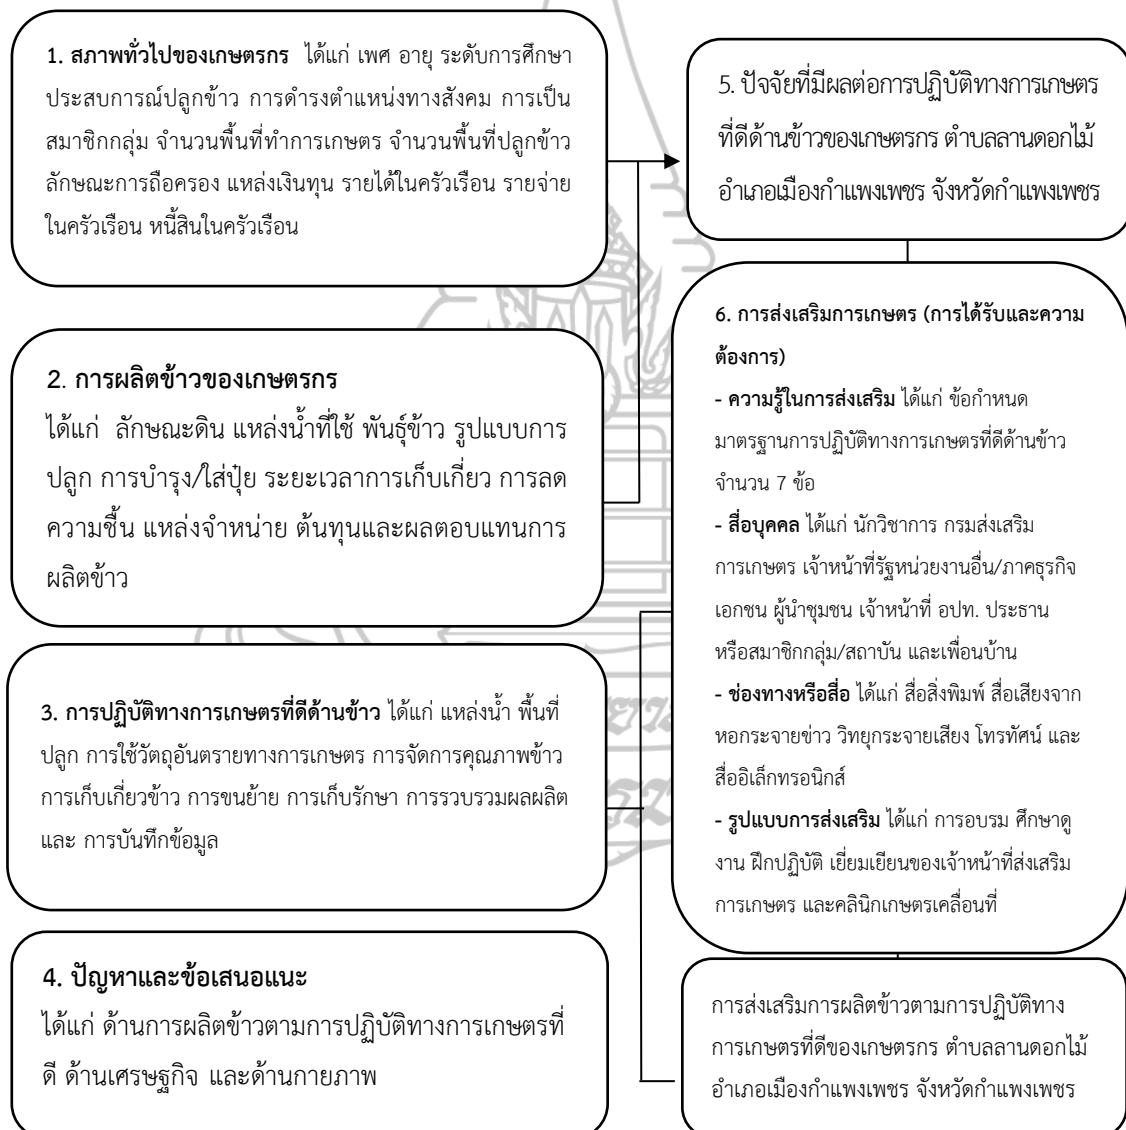 1. สภาพทั่วไปของเกษตรกร ได้แก่ เพศ อายุ ระดับการศึกษา
ประสบการณ์ปลูกข้าว การดำรงตำแหน่งทางสังคม การเป็น
สมาชิกกลุ่ม จำนวนพื้นที่ทำการเกษตร จำนวนพื้นที่ปลูกข้าว
ลักษณะการถือครอง แหล่งเงินทุน รายได้ในครัวเรือน รายจ่าย
ในครัวเรือน หนี้สินในครัวเรือน
2. การผลิตข้าวของเกษตรกร
ได้แก่ ลักษณะดิน แหล่งน้ำที่ใช้ พันธุ์ข้าว รูปแบบการ
ปลูก การบำรุง/ใส่ปุ๋ย ระยะเวลาการเก็บเกี่ยว การลด
ความชื้น แหล่งจำหน่าย ต้นทุนและผลตอบแทนการ
ผลิตข้าว
3. การปฏิบัติทางการเกษตรที่ดีด้านข้าว ได้แก่ แหล่งน้ำ พื้นที่
ปลูก การใช้วัตถุอันตรายทางการเกษตร การจัดการคุณภาพข้าว
การเก็บเกี่ยวข้าว การขนย้าย การเก็บรักษา การรวบรวมผลผลิต
และ การบันทึกข้อมูล
4. ปัญหาและข้อเสนอแนะ
ได้แก่ ด้านการผลิตข้าวตามการปฏิบัติทางการเกษตรที่
ดี ด้านเศรษฐกิจ และด้านกายภาพ
5. ปัจจัยที่มีผลต่อการปฏิบัติทางการเกษตร
ที่ดีด้านข้าวของเกษตรกร ตำบลลานดอกไม้
อำเภอเมืองกำแพงเพชร จังหวัดกำแพงเพชร
6. การส่งเสริมการเกษตร (การได้รับและความ
ต้องการ)
- ความรู้ในการส่งเสริม ได้แก่ ข้อกำหนด
มาตรฐานการปฏิบัติทางการเกษตรที่ดีด้านข้าว
จำนวน 7 ข้อ
- สื่อบุคคล ได้แก่ นักวิชาการ กรมส่งเสริม
การเกษตร เจ้าหน้าที่รัฐหน่วยงานอื่น/ภาคธุรกิจ
เอกชน ผู้นำชุมชน เจ้าหน้าที่ อปท. ประธาน
หรือสมาชิกกลุ่ม/สถาบัน และเพื่อนบ้าน
- ช่องทางหรือสื่อ ได้แก่ สื่อสิ่งพิมพ์ สื่อเสียงจาก
หอกระจายข่าว วิทยุกระจายเสียง โทรทัศน์ และ
สื่ออิเล็กทรอนิกส์
- รูปแบบการส่งเสริม ได้แก่ การอบรม ศึกษาดู
งาน ฝึกปฏิบัติ เยี่ยมเยียนของเจ้าหน้าที่ส่งเสริม
การเกษตร และคลินิกเกษตรเคลื่อนที่
การส่งเสริมการผลิตข้าวตามการปฏิบัติทาง
การเกษตรที่ดีของเกษตรกร ตำบลลานดอกไม้
อำเภอเมืองกำแพงเพชร จังหวัดกำแพงเพชร